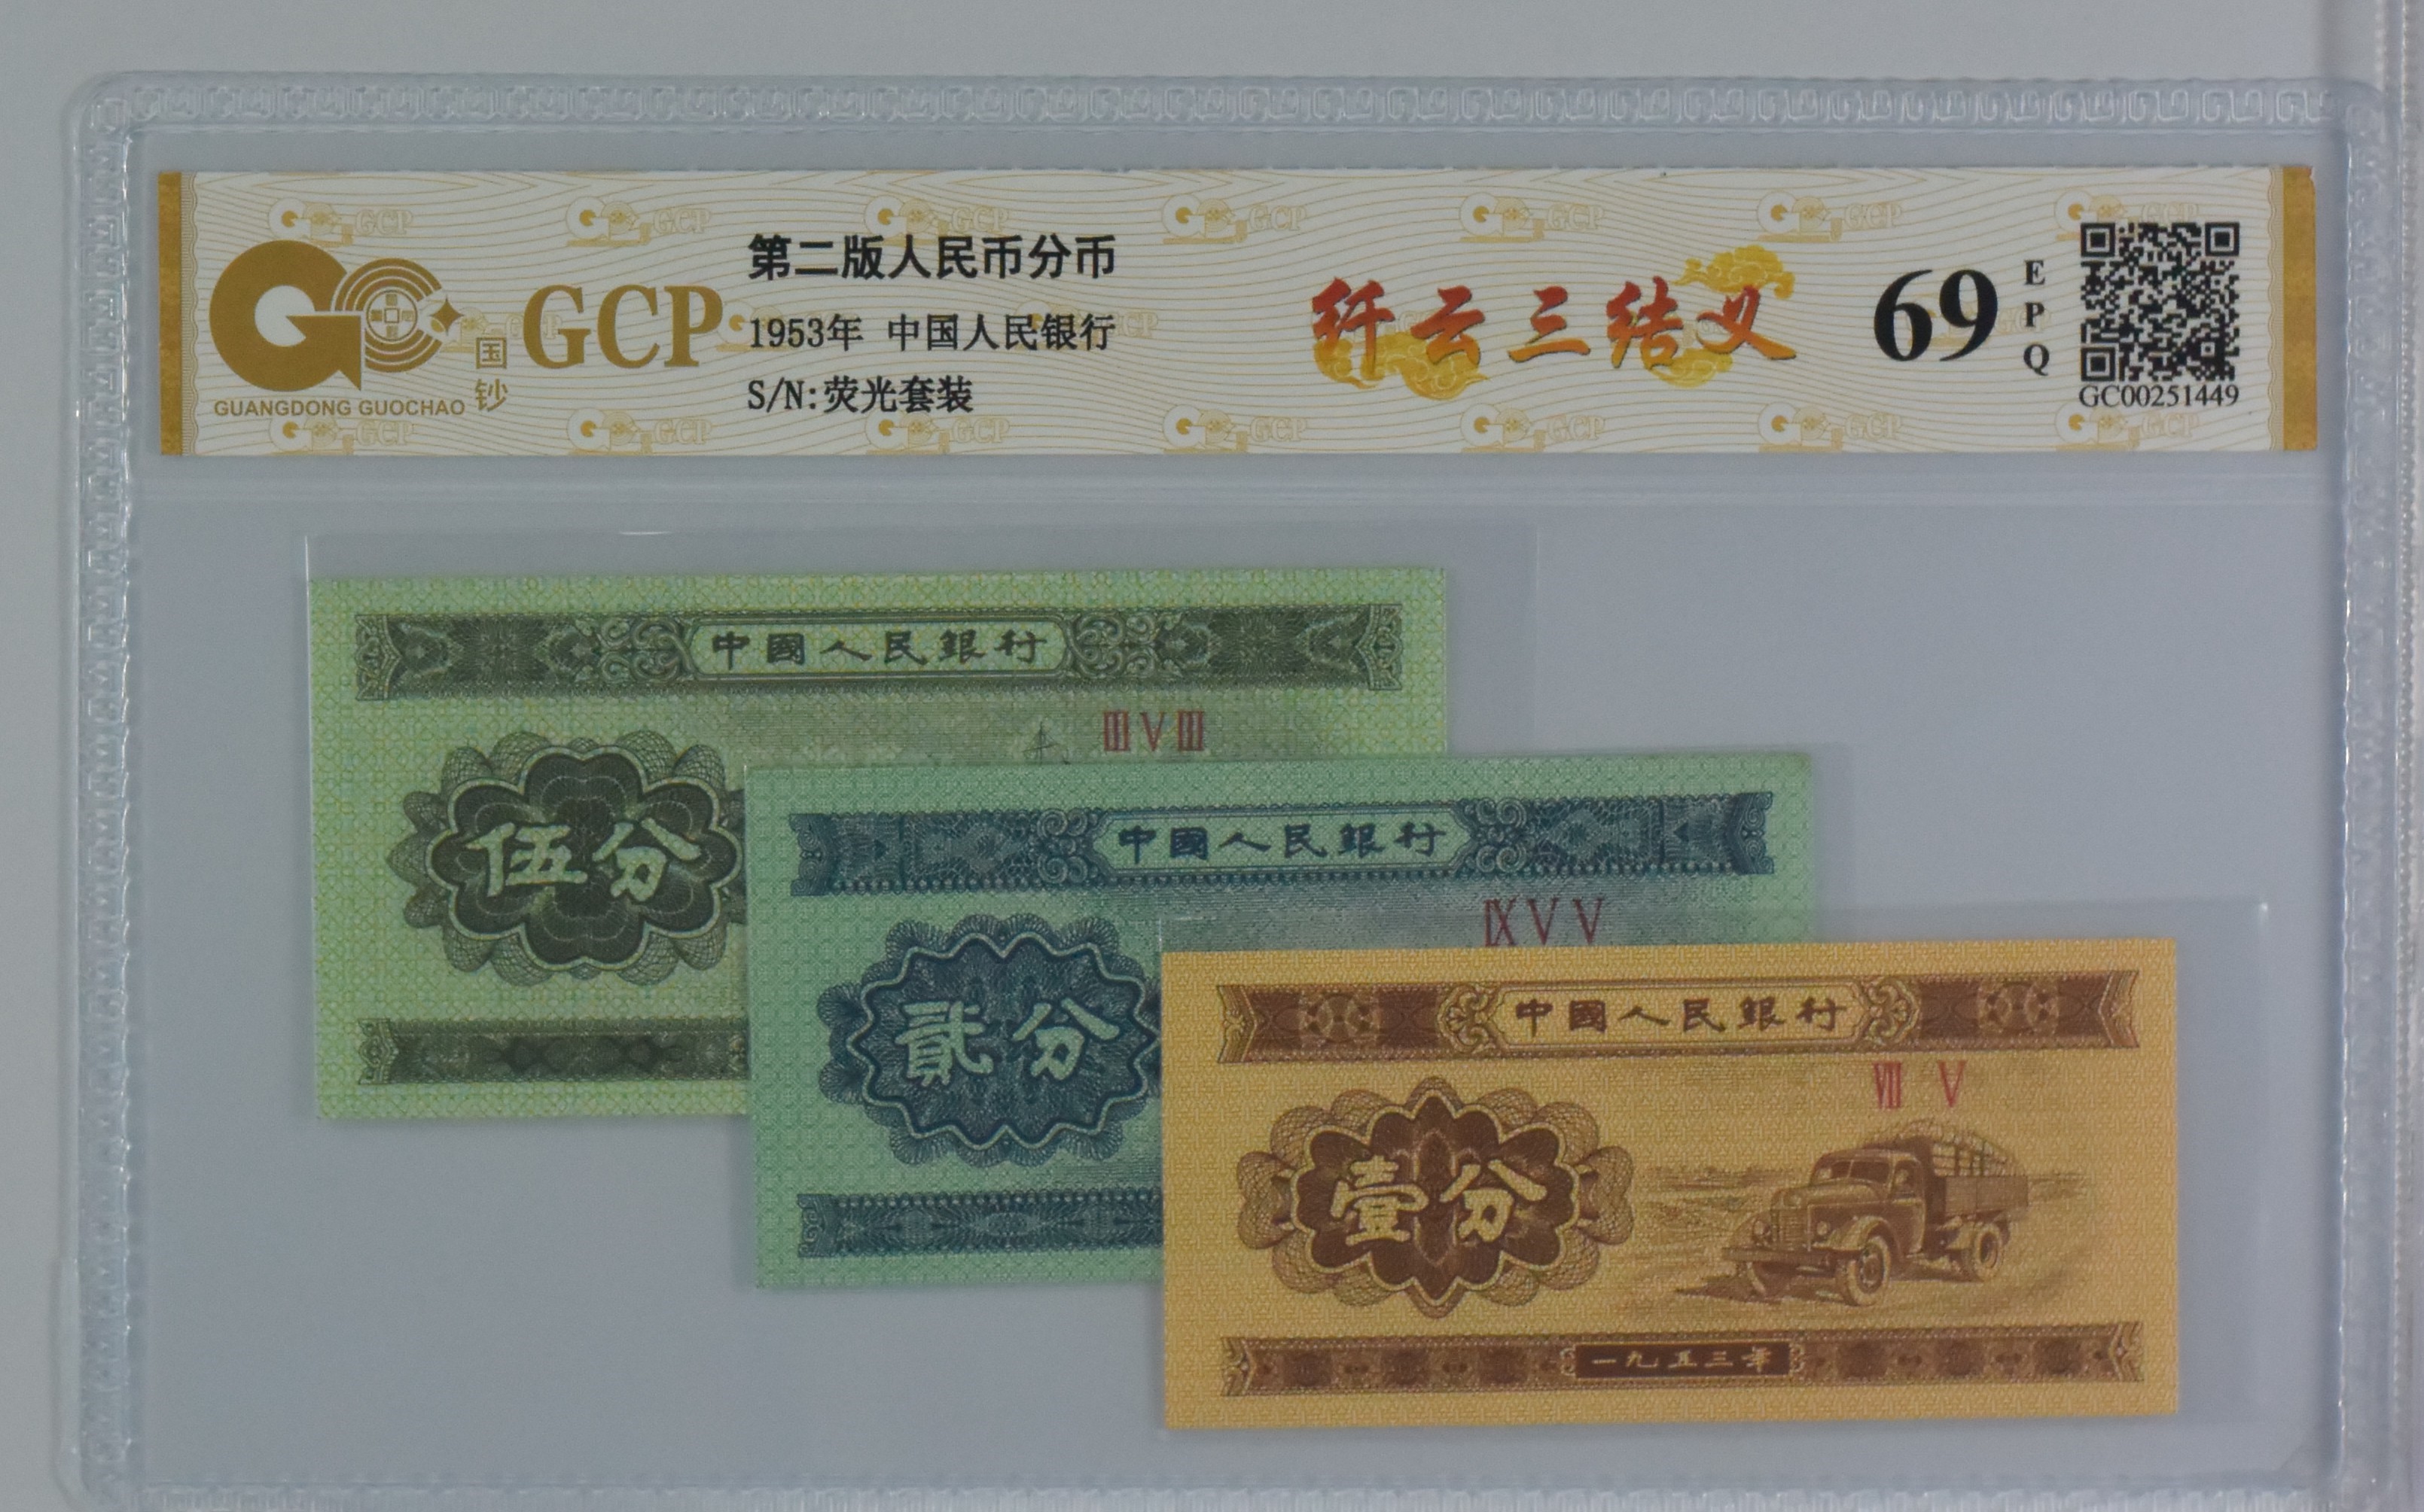 第二版人民币分币
1953年 中国人民银行
S/N:荧光套装
GCP
国钞
GUANGDONG GUOCHAO
纤云三结义
69
EPQ
GC00251449
中國人民銀行
ⅢⅤⅢ
伍分
中國人民銀行
ⅨⅤⅤ
貳分
中國人民銀行
Ⅷ Ⅴ
壹分
一九五三年